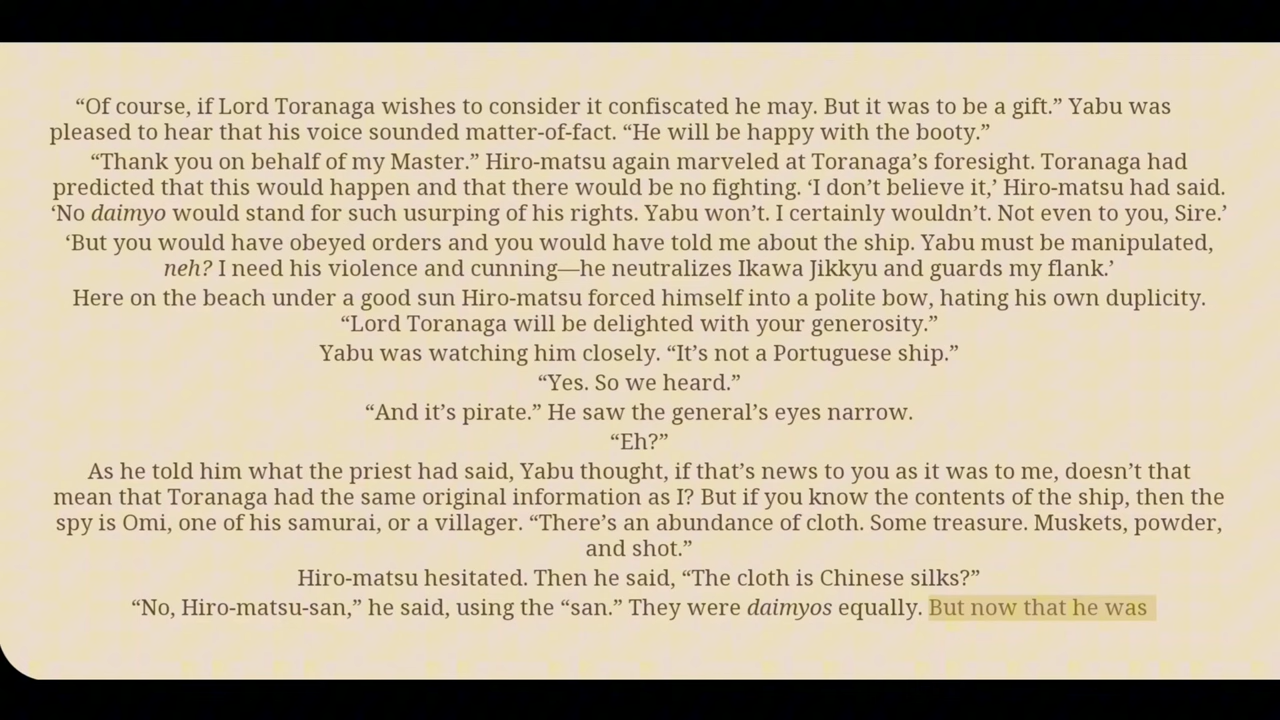 “Of course, if Lord Toranaga wishes to consider it confiscated he may. But it was to be a gift.” Yabu was
pleased to hear that his voice sounded matter-of-fact. “He will be happy with the booty.”
“Thank you on behalf of my Master.” Hiro-matsu again marveled at Toranaga’s foresight. Toranaga had
predicted that this would happen and that there would be no fighting. ‘I don’t believe it,’ Hiro-matsu had said.
‘No daimyo would stand for such usurping of his rights. Yabu won’t. I certainly wouldn’t. Not even to you, Sire.’
‘But you would have obeyed orders and you would have told me about the ship. Yabu must be manipulated,
neh? I need his violence and cunning—he neutralizes Ikawa Jikkyu and guards my flank.’
Here on the beach under a good sun Hiro-matsu forced himself into a polite bow, hating his own duplicity.
“Lord Toranaga will be delighted with your generosity.”
Yabu was watching him closely. “It’s not a Portuguese ship.”
“Yes. So we heard.”
“And it’s pirate.” He saw the general’s eyes narrow.
“Eh?”
As he told him what the priest had said, Yabu thought, if that’s news to you as it was to me, doesn’t that
mean that Toranaga had the same original information as I? But if you know the contents of the ship, then the
spy is Omi, one of his samurai, or a villager. “There’s an abundance of cloth. Some treasure. Muskets, powder,
and shot.”
Hiro-matsu hesitated. Then he said, “The cloth is Chinese silks?”
“No, Hiro-matsu-san,” he said, using the “san.” They were daimyos equally. But now that he was